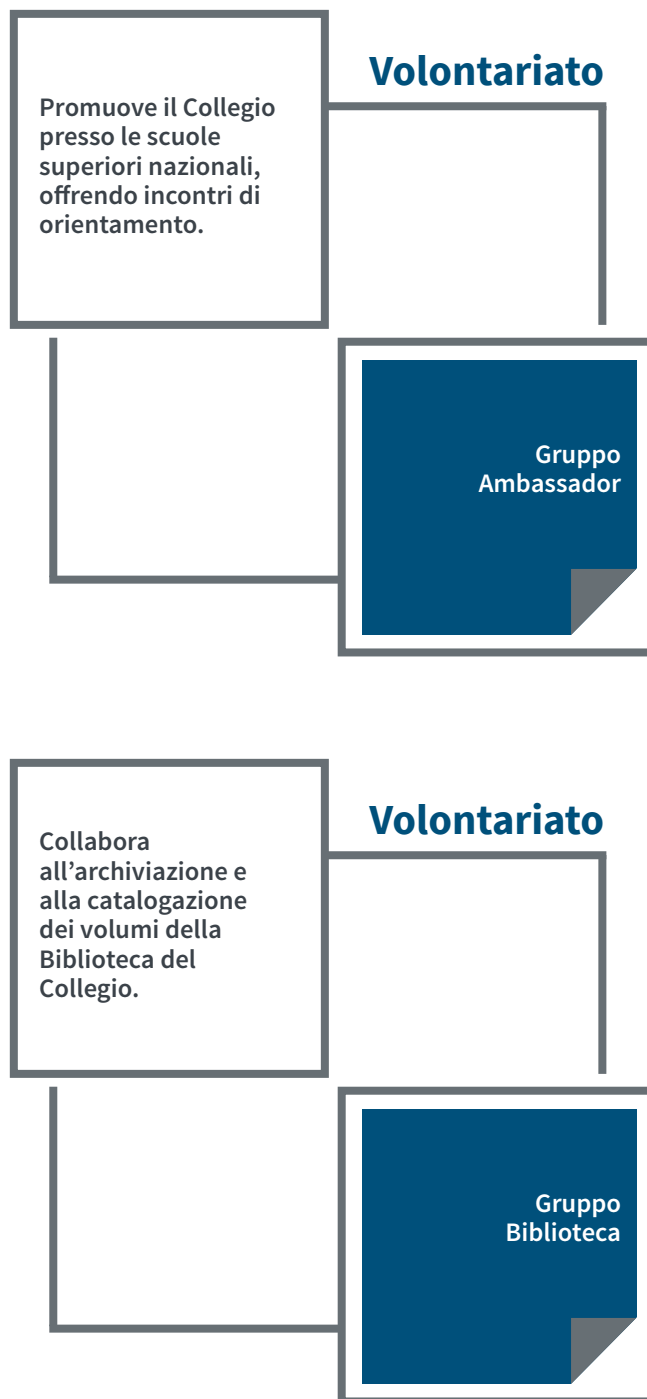 Volontariato
Promuove il Collegio
presso le scuole
superiori nazionali,
offrendo incontri di
orientamento.
Gruppo
Ambassador
Volontariato
Collabora
all’archiviazione e
alla catalogazione
dei volumi della
Biblioteca del
Collegio.
Gruppo
Biblioteca